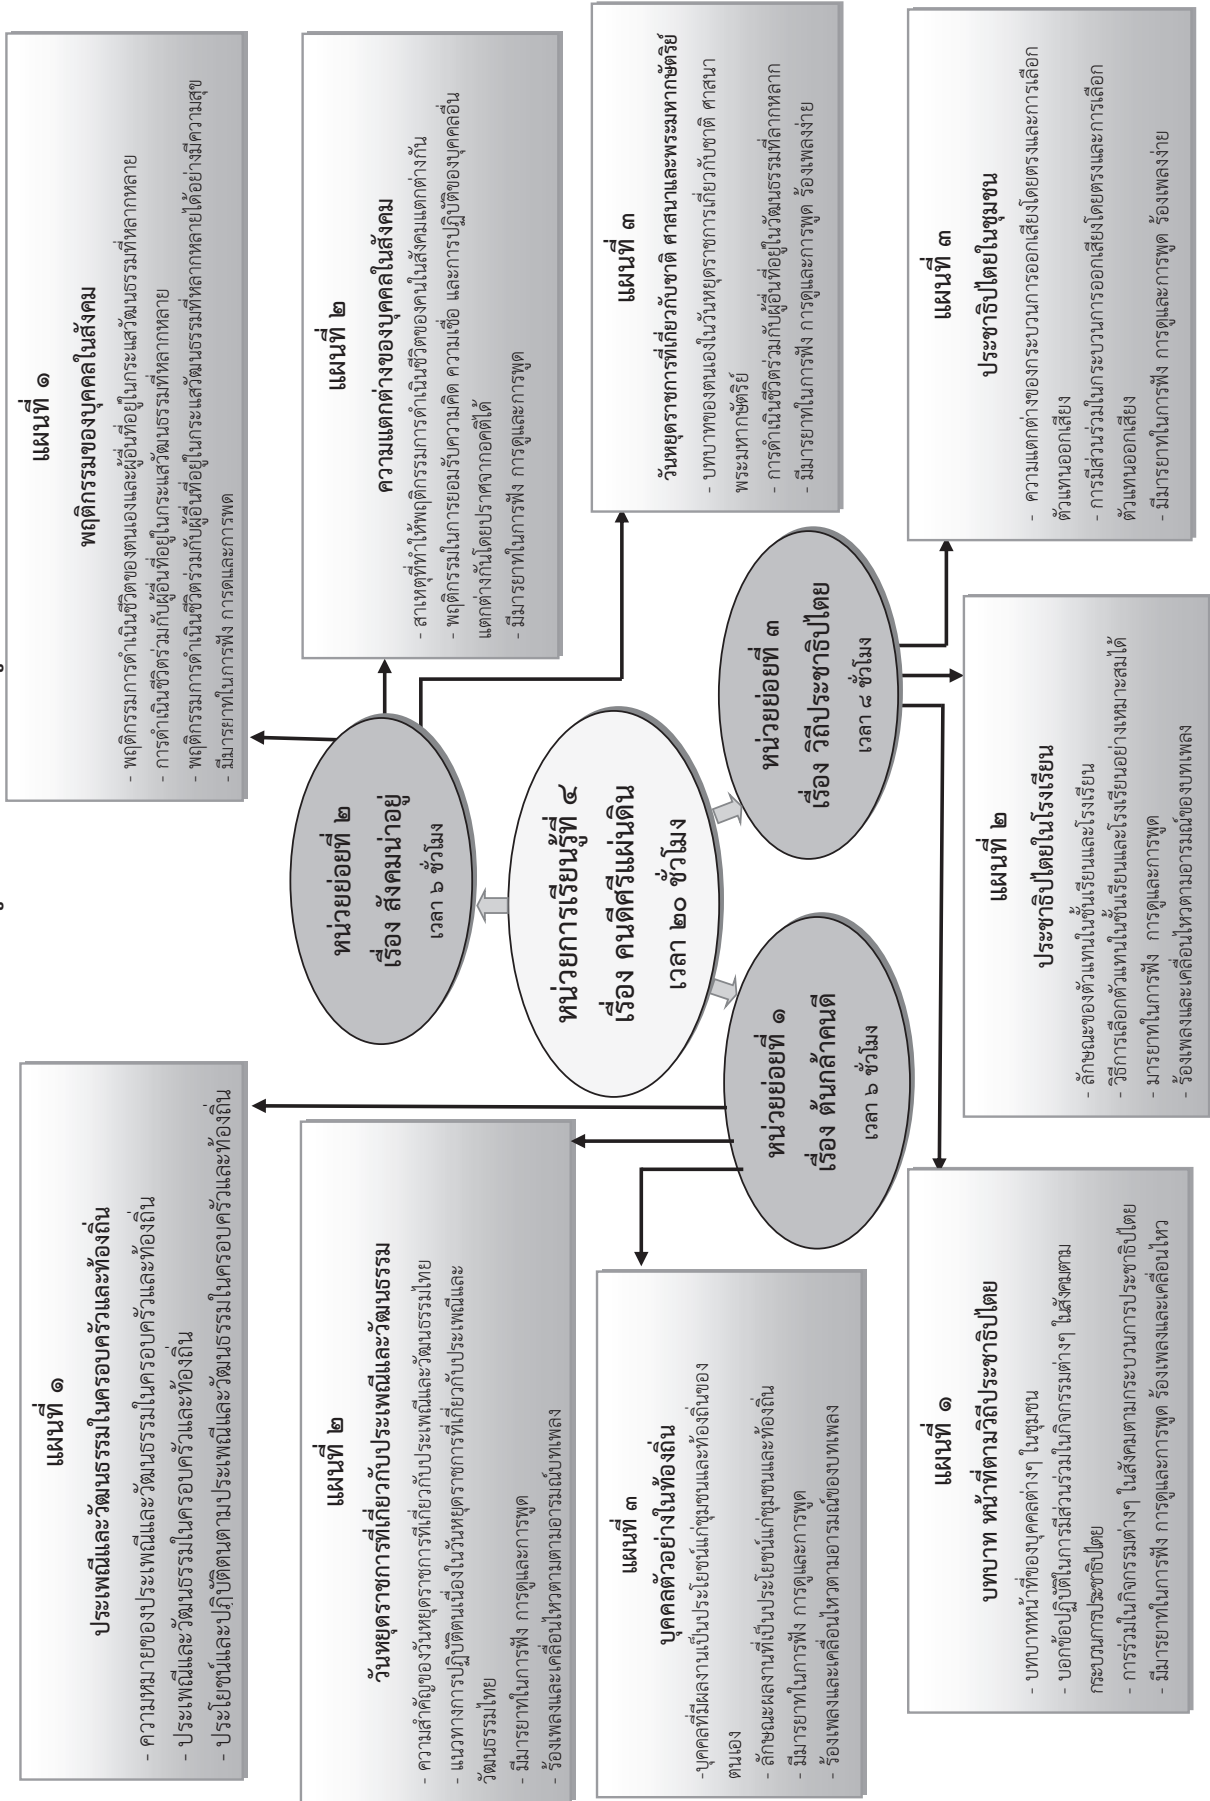 แผนที่ ๑
ประเพณีและวัฒนธรรมในครอบครัวและท้องถิ่น
- ความหมายของประเพณีและวัฒนธรรมในครอบครัวและท้องถิ่น
- ประเพณีและวัฒนธรรมในครอบครัวและท้องถิ่น
- ประโยชน์และปฏิบัติตนตามประเพณีและวัฒนธรรมในครอบครัวและท้องถิ่น
แผนที่ ๑
พฤติกรรมของบุคคลในสังคม
- พฤติกรรมการดำเนินชีวิตของตนเองและผู้อื่นที่อยู่ในกระแสวัฒนธรรมที่หลากหลาย
- การดำเนินชีวิตร่วมกับผู้อื่นที่อยู่ในกระแสวัฒนธรรมที่หลากหลาย
- พฤติกรรมการดำเนินชีวิตร่วมกับผู้อื่นที่อยู่ในกระแสวัฒนธรรมที่หลากหลายได้อย่างมีความสุข
- มีมารยาทในการฟัง การดูและการพูด
แผนที่ ๒
วันหยุดราชการที่เกี่ยวกับประเพณีและวัฒนธรรม
- ความสำคัญของวันหยุดราชการที่เกี่ยวกับประเพณีและวัฒนธรรมไทย
- แนวทางการปฏิบัติตนเนื่องในวันหยุดราชการที่เกี่ยวกับประเพณีและ
วัฒนธรรมไทย
- มีมารยาทในการฟัง การดูและการพูด
- ร้องเพลงและเคลื่อนไหวตามตามอารมณ์บทเพลง
หน่วยย่อยที่ ๒
เรื่อง สังคมน่าอยู่
เวลา ๖ ชั่วโมง
แผนที่ ๒
ความแตกต่างของบุคคลในสังคม
- สาเหตุที่ทำให้พฤติกรรมการดำเนินชีวิตของคนในสังคมแตกต่างกัน
- พฤติกรรมในการยอมรับความคิด ความเชื่อ และการปฏิบัติของบุคคลอื่น
แตกต่างกันโดยปราศจากอคติได้
- มีมารยาทในการฟัง การดูและการพูด
หน่วยการเรียนรู้ที่ ๔
เรื่อง คนดีศรีแผ่นดิน
เวลา ๒๐ ชั่วโมง
แผนที่ ๓
บุคคลตัวอย่างในท้องถิ่น
-บุคคลที่มีผลงานเป็นประโยชน์แก่ชุมชนและท้องถิ่นของ
ตนเอง
- ลักษณะผลงานที่เป็นประโยชน์แก่ชุมชนและท้องถิ่น
- มีมารยาทในการฟัง การดูและการพูด
- ร้องเพลงและเคลื่อนไหวตามอารมณ์ของบทเพลง
แผนที่ ๓
วันหยุดราชการที่เกี่ยวกับชาติ ศาสนาและพระมหากษัตริย์
- บทบาทของตนเองในวันหยุดราชการเกี่ยวกับชาติ ศาสนา
พระมหากษัตริย์
- การดำเนินชีวิตร่วมกับผู้อื่นที่อยู่ในวัฒนธรรมที่ลากหลาก
- มีมารยาทในการฟัง การดูและการพูด ร้องเพลงง่าย
หน่วยย่อยที่ ๑
เรื่อง ต้นกล้าคนดี
เวลา ๖ ชั่วโมง
หน่วยย่อยที่ ๓
เรื่อง วิถีประชาธิปไตย
เวลา ๘ ชั่วโมง
แผนที่ ๑
บทบาท หน้าที่ตามวิถีประชาธิปไตย
- บทบาทหน้าที่ของบุคคลต่างๆ ในชุมชน
- บอกข้อปฏิบัติในการมีส่วนร่วมในกิจกรรมต่างๆ ในสังคมตาม
กระบวนการประชาธิปไตย
- การร่วมในกิจกรรมต่างๆ ในสังคมตามกระบวนการประชาธิปไตย
- มีมารยาทในการฟัง การดูและการพูด ร้องเพลงและเคลื่อนไหว
แผนที่ ๒
ประชาธิปไตยในโรงเรียน
- ลักษณะของตัวแทนในชั้นเรียนและโรงเรียน
- วิธีการเลือกตัวแทนในชั้นเรียนและโรงเรียนอย่างเหมาะสมได้
- มารยาทในการฟัง การดูและการพูด
- ร้องเพลงและเคลื่อนไหวตามอารมณ์ของบทเพลง
แผนที่ ๓
ประชาธิปไตยในชุมชน
- ความแตกต่างของกระบวนการออกเสียงโดยตรงและการเลือก
ตัวแทนออกเสียง
- การมีส่วนร่วมในกระบวนการออกเสียงโดยตรงและการเลือก
ตัวแทนออกเสียง
- มีมารยาทในการฟัง การดูและการพูด ร้องเพลงง่าย